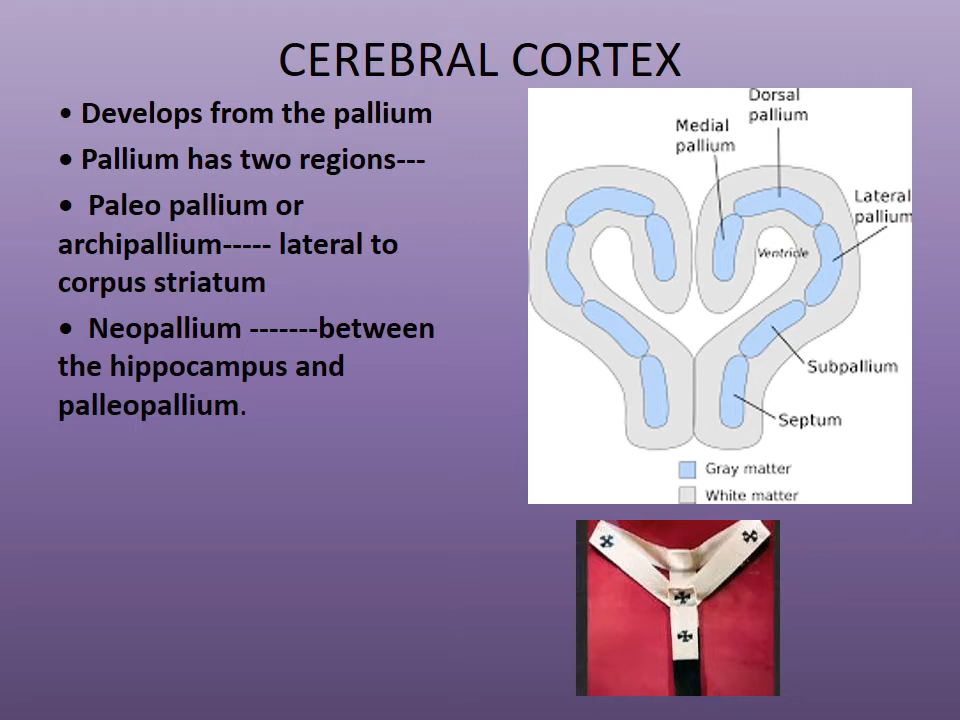 CEREBRAL CORTEX
• Develops from the pallium
• Pallium has two regions---
• Paleo pallium or
archipallium----- lateral to
corpus striatum
• Neopallium -------between
the hippocampus and
palleopallium.
Dorsal
pallium
Medial
pallium
Lateral
pallium
Ventricle
Subpallium
Septum
Gray matter
White matter